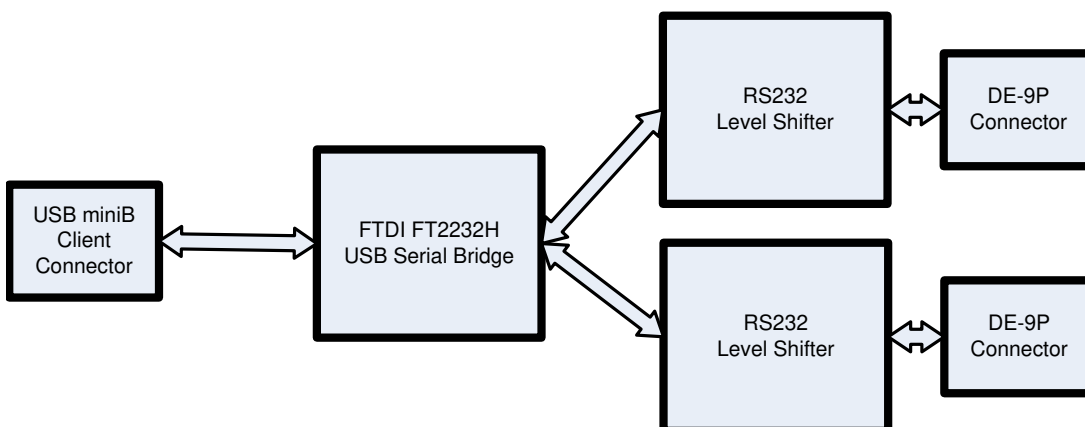 USB miniB
Client
Connector
FTDI FT2232H
USB Serial Bridge
RS232
Level Shifter
DE-9P
Connector
RS232
Level Shifter
DE-9P
Connector